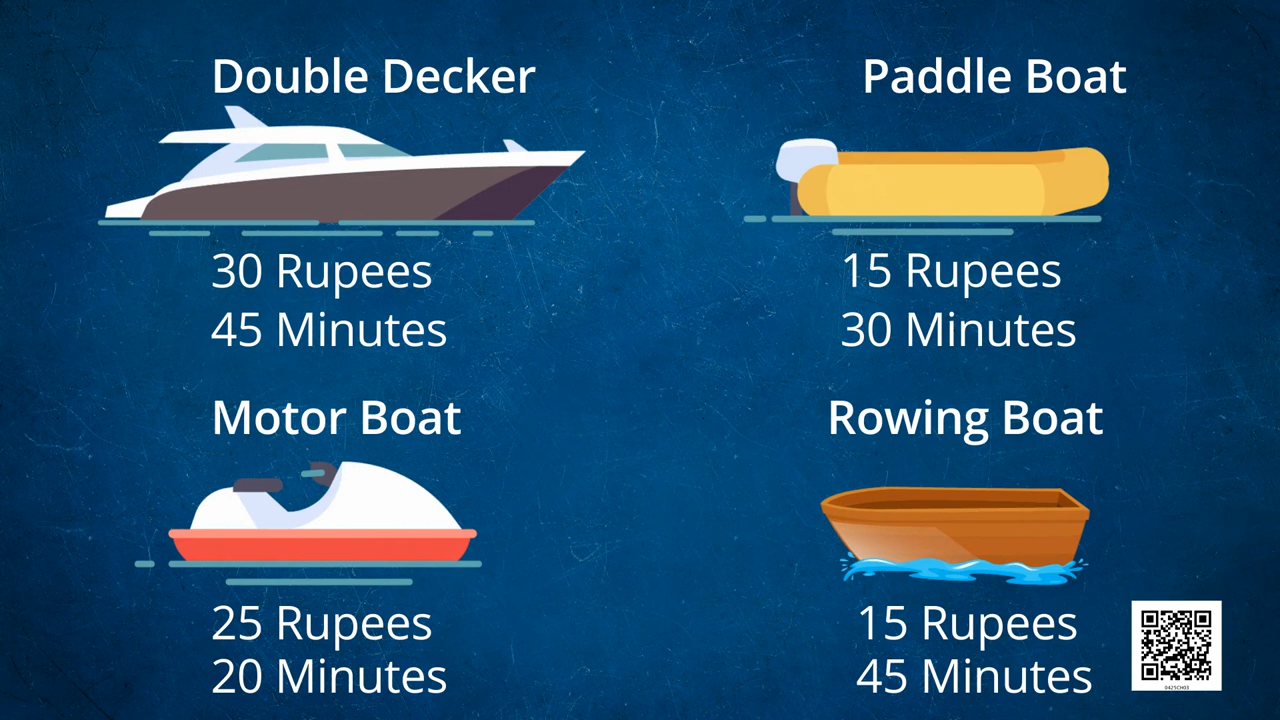 Double Decker
30 Rupees
45 Minutes
Paddle Boat
15 Rupees
30 Minutes
Motor Boat
25 Rupees
20 Minutes
Rowing Boat
15 Rupees
45 Minutes
0425CH03